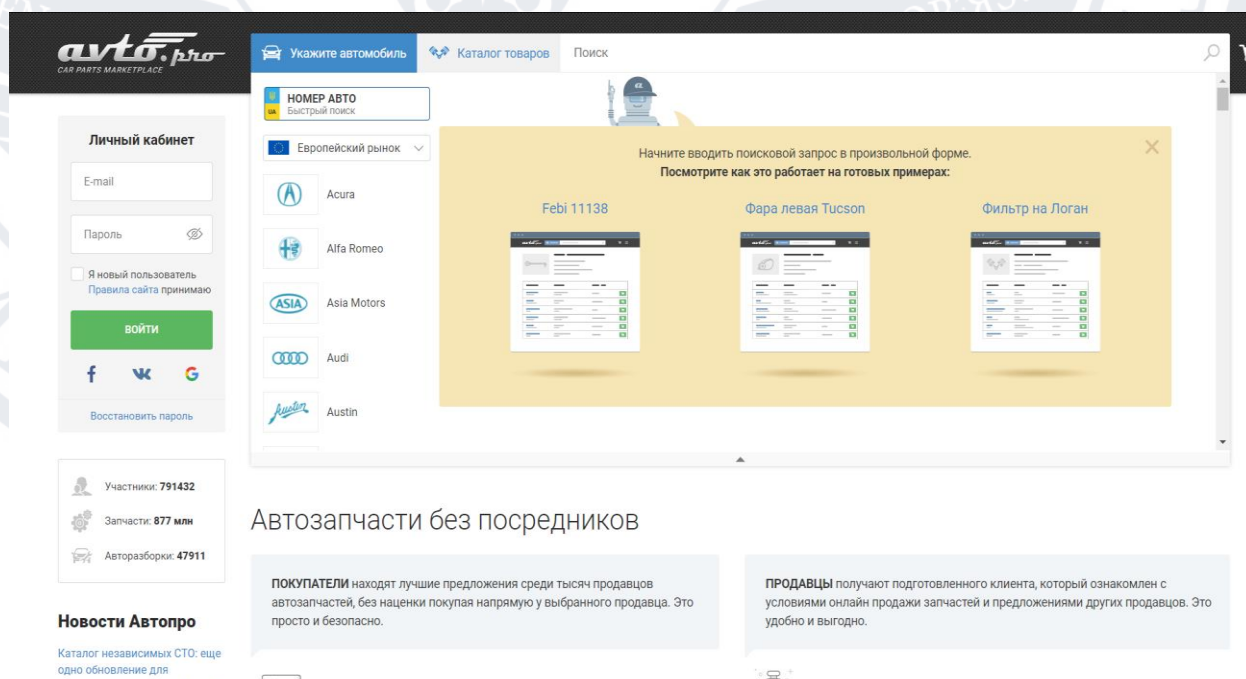 avto.pro
CAR PARTS MARKETPLACE
Укажите автомобиль
Каталог товаров
Поиск
НОМЕР АВТО
Быстрый поиск
UA
Европейский рынок
Acura
Alfa Romeo
ASIA
Asia Motors
Audi
Austin
Austin
Начните вводить поисковой запрос в произвольной форме.
Посмотрите как это работает на готовых примерах:
Febi 11138
Фара левая Tucson
Фильтр на Логан
Личный кабинет
E-mail
Пароль
Я новый пользователь
Правила сайта принимаю
ВОЙТИ
Восстановить пароль
Участники: 791432
Запчасти: 877 млн
Авторазборки: 47911
Новости Автопро
Каталог независимых СТО: еще
одно обновление для
Автозапчасти без посредников
ПОКУПАТЕЛИ находят лучшие предложения среди тысяч продавцов
автозапчастей, без наценки покупая напрямую у выбранного продавца. Это
просто и безопасно.
ПРОДАВЦЫ получают подготовленного клиента, который ознакомлен с
условиями онлайн продажи запчастей и предложениями других продавцов. Это
удобно и выгодно.